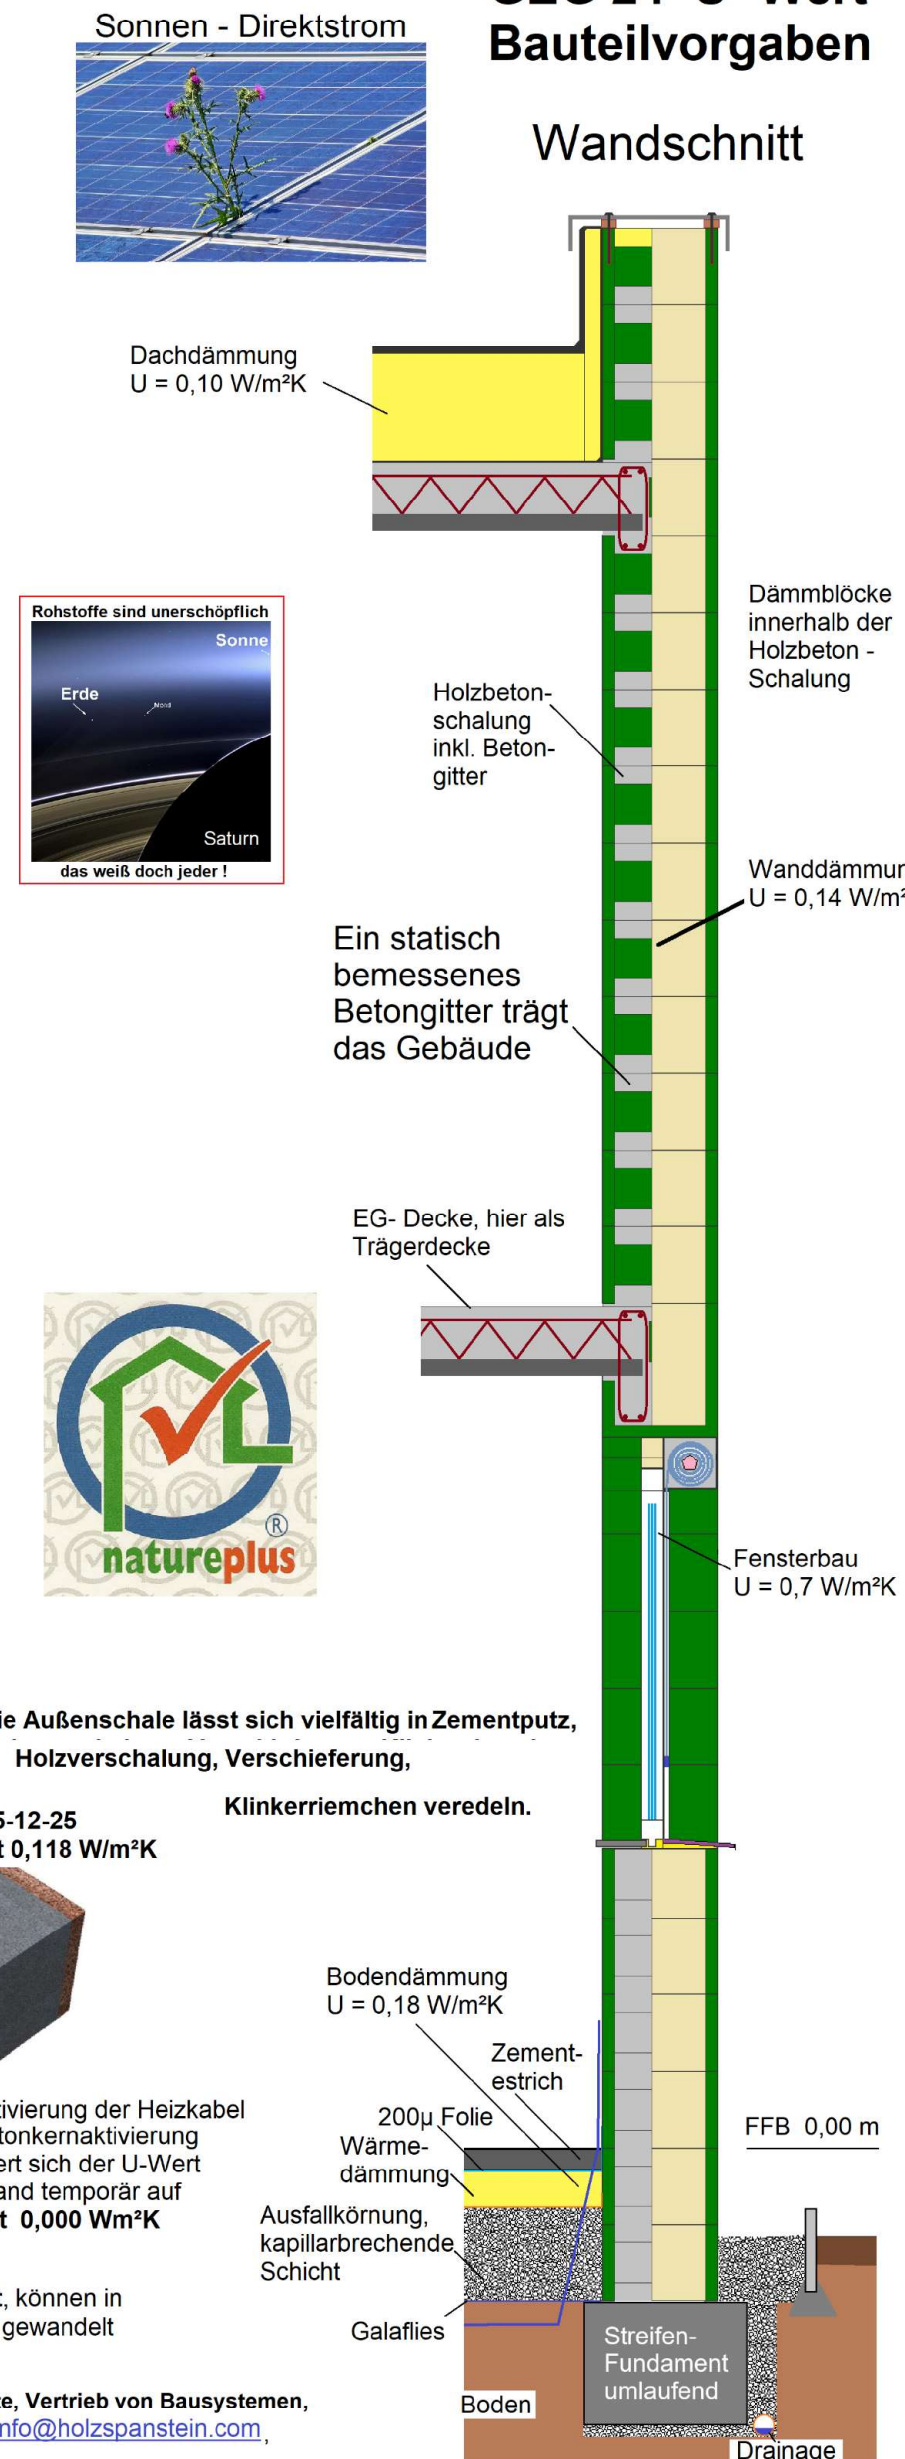 Sonnen - Direktstrom
Bauteilvorgaben
Wandschnitt
Dachdämmung
U = 0,10 W/m²K
Rohstoffe sind unerschöpflich
Sonne
Erde
Mond
Saturn
das weiß doch jeder !
Dämmblöcke
innerhalb der
Holzbeton -
Schalung
Holzbeton-
schalung
inkl. Beton-
gitter
Wanddämmun
U = 0,14 W/m²
Ein statisch
bemessenes
Betongitter trägt
das Gebäude
EG- Decke, hier als
Trägerdecke
®
natureplus
Fensterbau
U = 0,7 W/m²K
ie Außenschale lässt sich vielfältig in Zementputz,
Holzverschalung, Verschieferung,
Klinkerriemchen veredeln.
5-12-25
t 0,118 W/m²K
Bodendämmung
U = 0,18 W/m²K
Zement-
estrich
200µ Folie
Wärme-
dämmung
FFB 0,00 m
Ausfallkörnung,
kapillarbrechende
Schicht
Galaflies
tivierung der Heizkabel
tonkernaktivierung
ert sich der U-Wert
and temporär auf
t 0,000 Wm²K
t, können in
gewandelt
Streifen-
Fundament
umlaufend
Boden
Drainage
te, Vertrieb von Bausystemen,
nfo@holzspanstein.com,